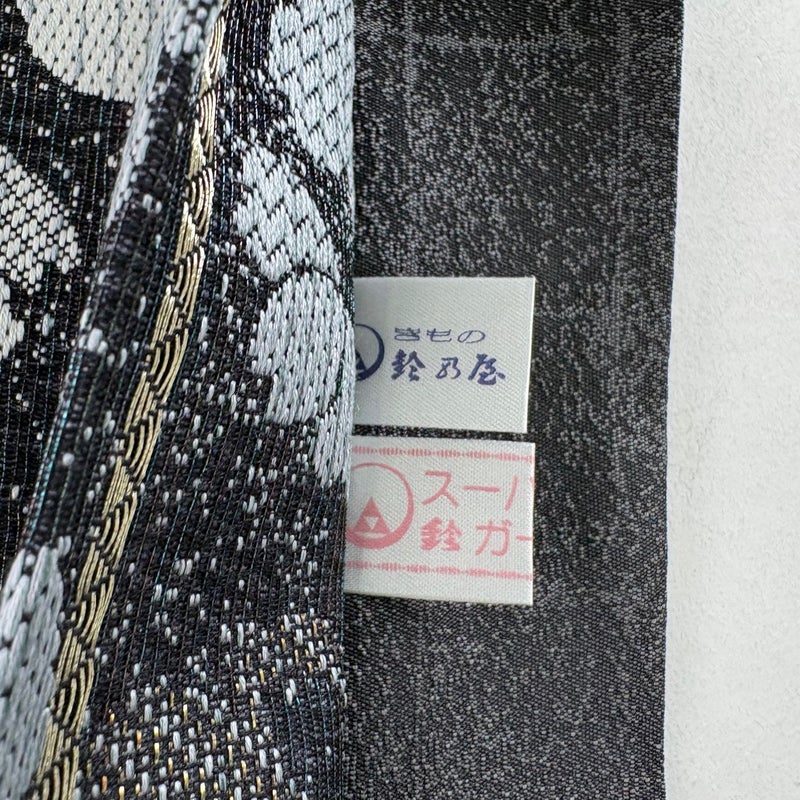 きもの
鈴乃屋
スーパ
鈴ガー